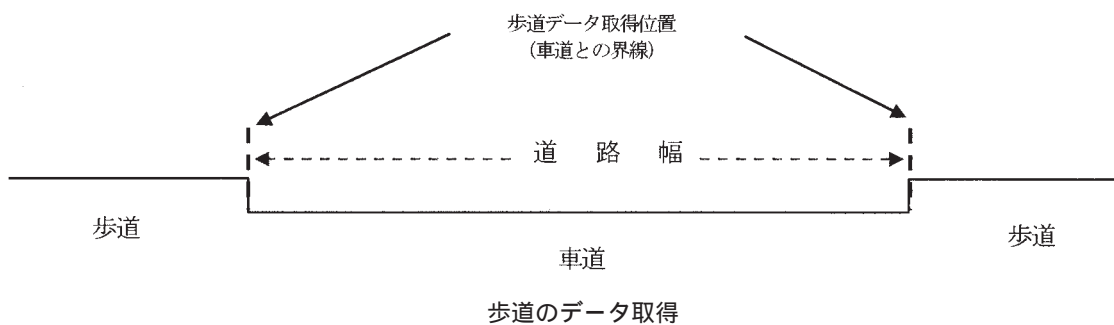 歩道データ取得位置
（車道との界線）
道　路　幅
歩道
歩道
車道
歩道のデータ取得